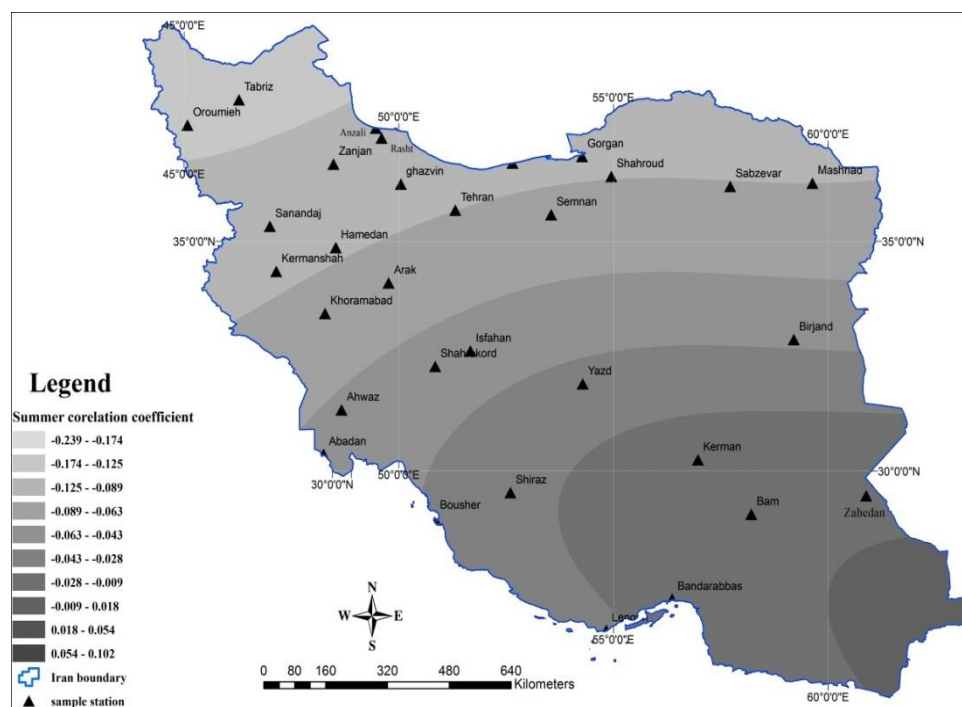 45°0'0"E
Tabriz
Oroumieh
50°0'0"E
55°0'0"E
60°0'0"E
Anzali
Rasht
Gorgan
45°0'0"E
Zanjan
ghazvin
Shahroud
Sabzevar
Mashhad
Tehran
Semnan
Sanandaj
35°0'0"N
Hamedan
35°0'0"N
Kermanshah
Arak
Khoramabad
Isfahan
Birjand
Yazd
Ahwaz
Abadan
Kerman
30°0'0"N
50°0'0"E
30°0'0"N
Shiraz
Bousher
Bam
Zahedan
Bandarabbas
55°0'0"E
60°0'0"E
Legend
Summer corelation coefficient
-0.239 - -0.174
-0.174 - -0.125
-0.125 - -0.089
-0.089 - -0.063
-0.063 - -0.043
-0.043 - -0.028
-0.028 - -0.009
-0.009 - 0.018
0.018 - 0.054
0.054 - 0.102
Iran boundary
sample station
N
W E
S
0 80 160 320 480 640
Kilometers